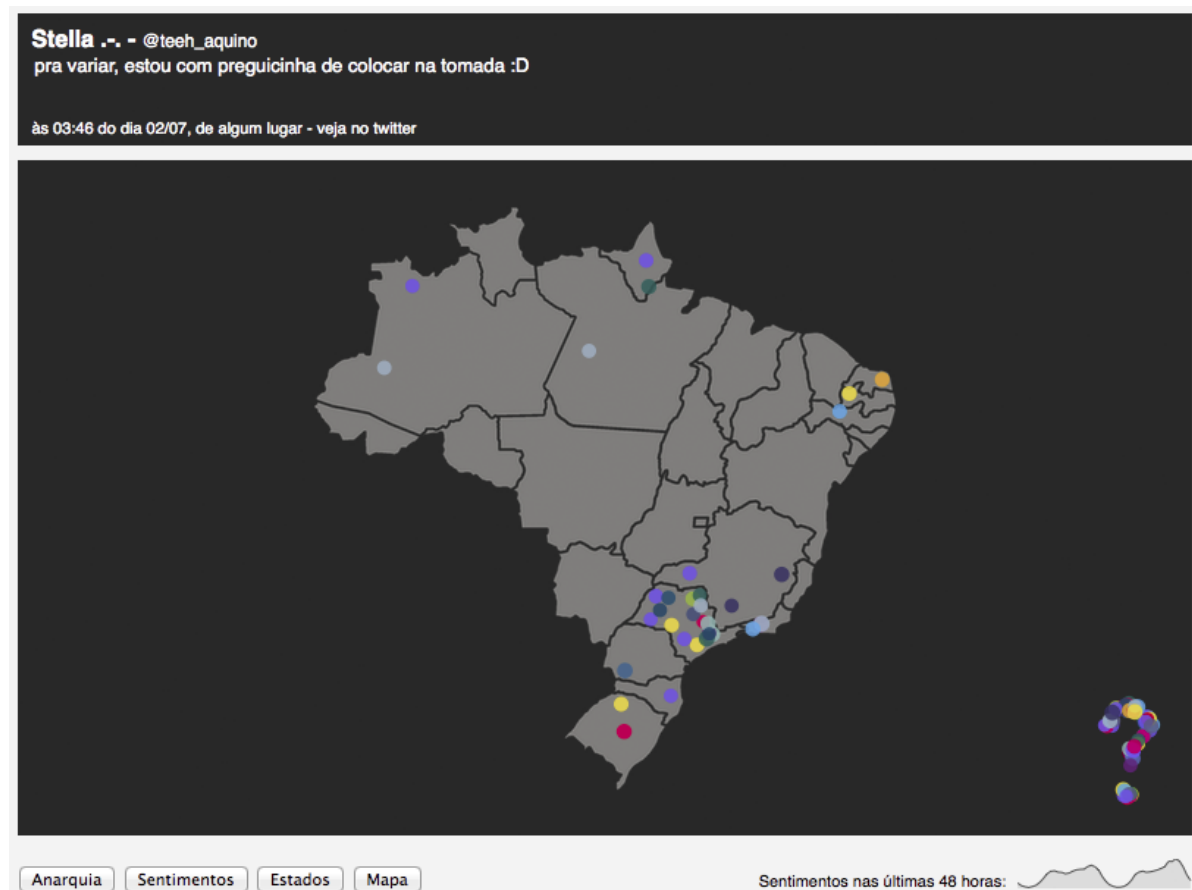 Stella .-. - @teeh_aquino
pra variar, estou com preguicinha de colocar na tomada :D
às 03:46 do dia 02/07, de algum lugar - veja no twitter
Anarquia Sentimentos Estados Mapa Sentimentos nas últimas 48 horas: